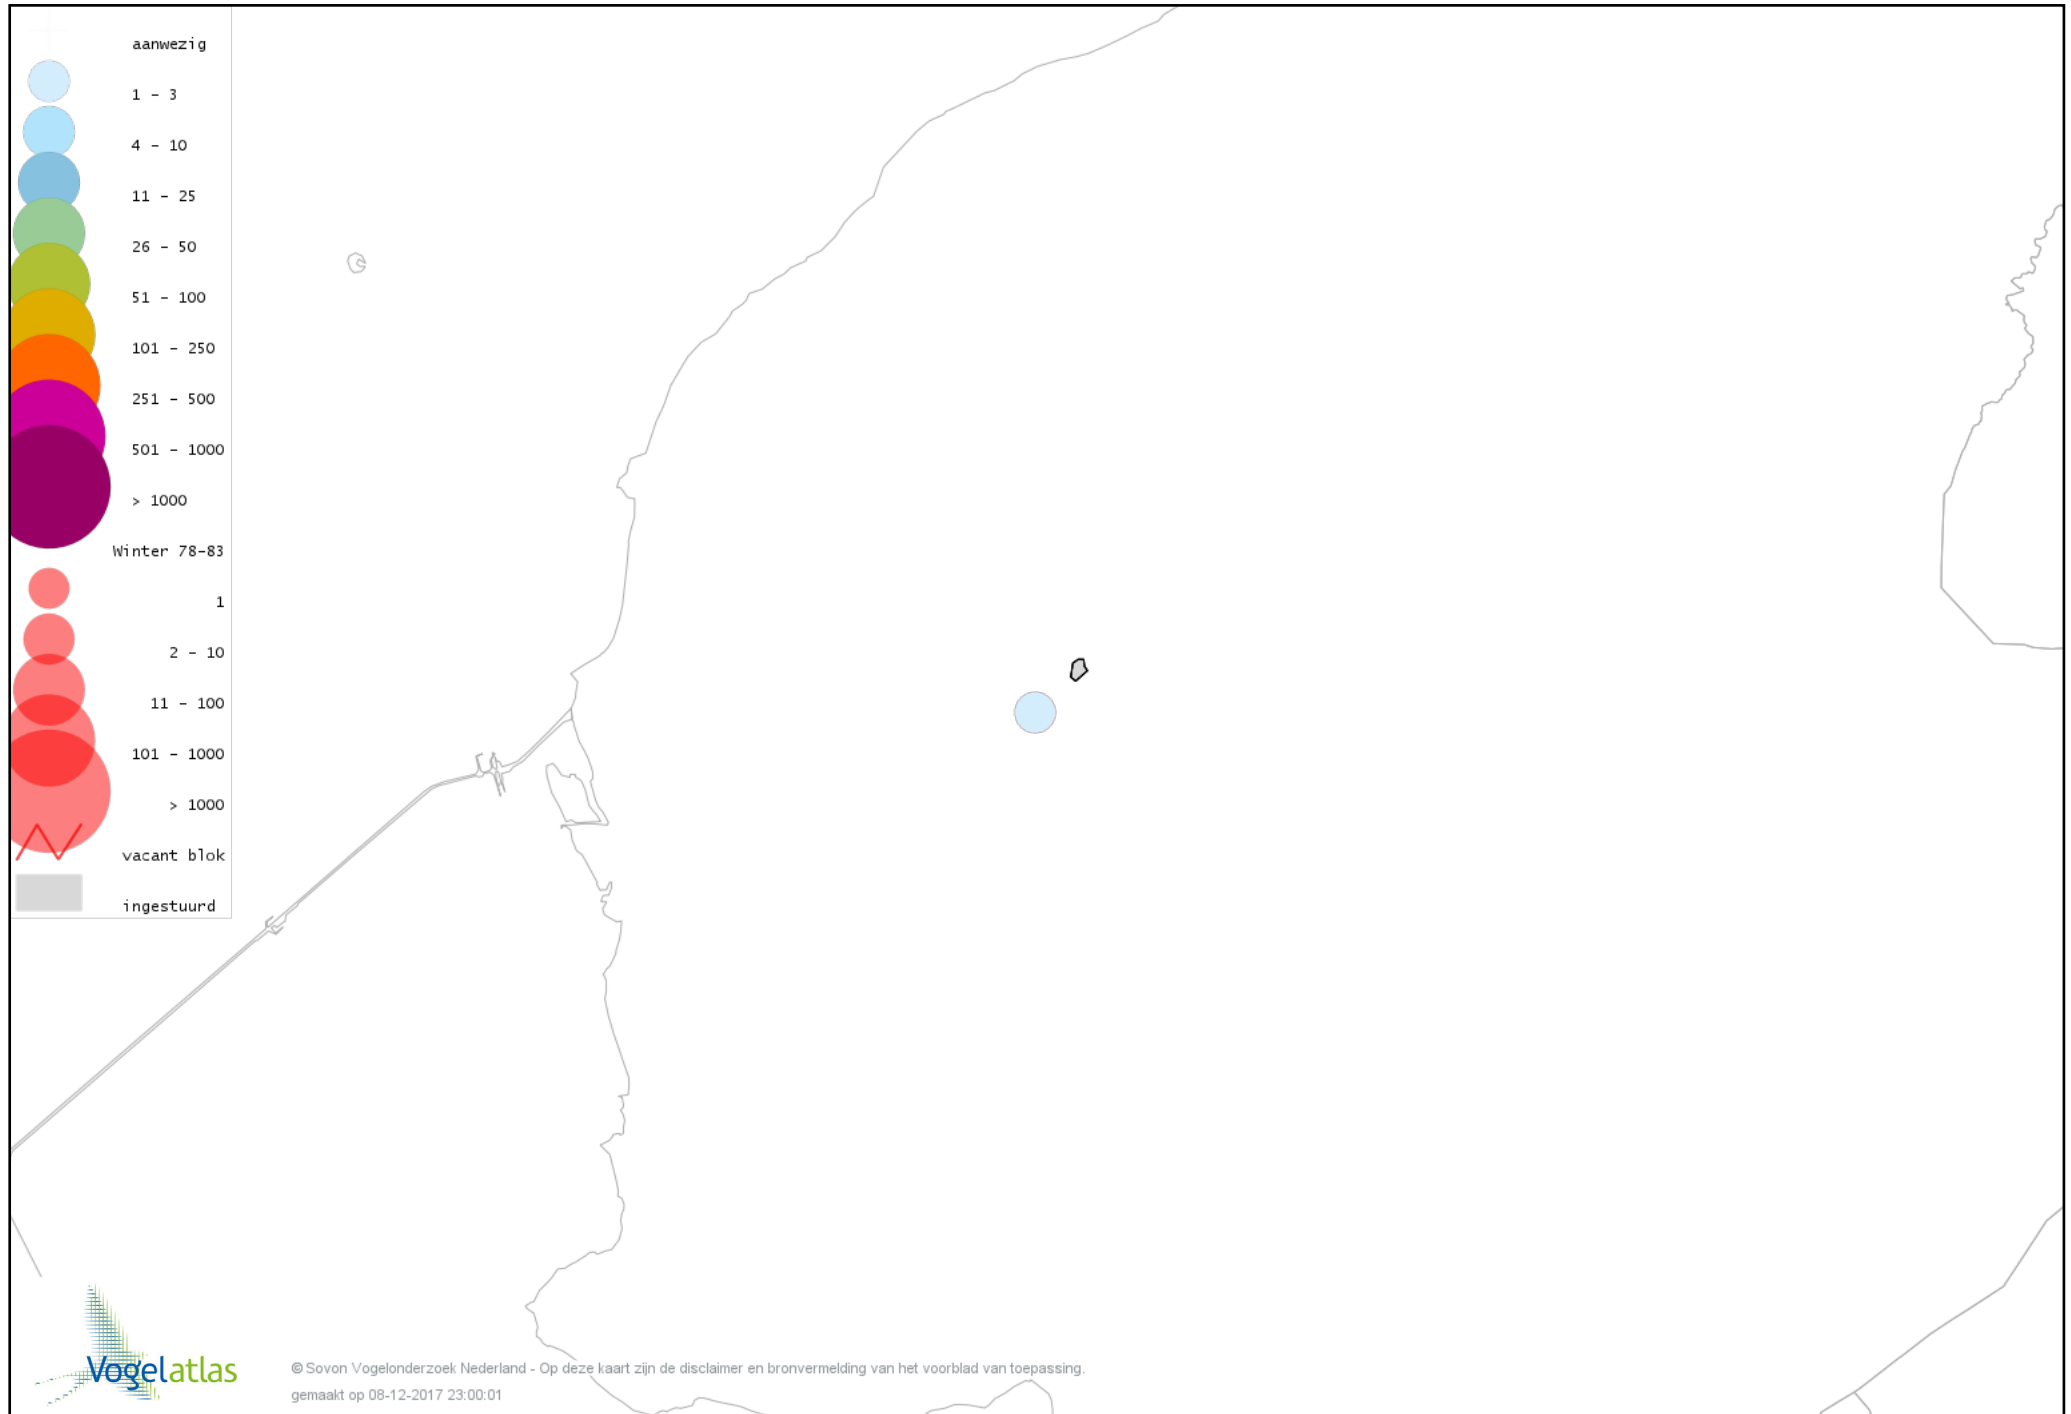 aanwezig
1 - 3
4 - 10
11 - 25
26 - 50
51 - 100
101 - 250
251 - 500
501 - 1000
> 1000
Winter 78-83
1
2 - 10
11 - 100
101 - 1000
> 1000
vacant blok
ingestuurd
Vogelatlas
© Sovon Vogelonderzoek Nederland - Op deze kaart zijn de disclaimer en bronvermelding van het voorblad van toepassing.
gemaakt op 08-12-2017 23:00:01